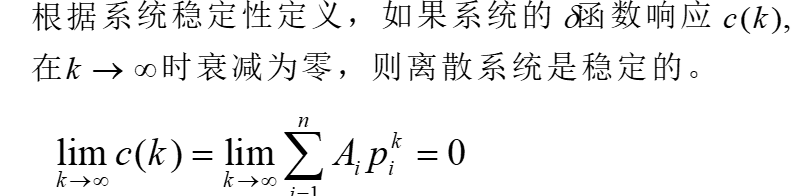 根据系统稳定性定义，如果系统的δ函数响应 c(k),
在k → ∞时衰减为零，则离散系统是稳定的。
lim_{k→∞} c(k) = lim_{k→∞} ∑_{i=1}^{n} A_i p_i^k = 0